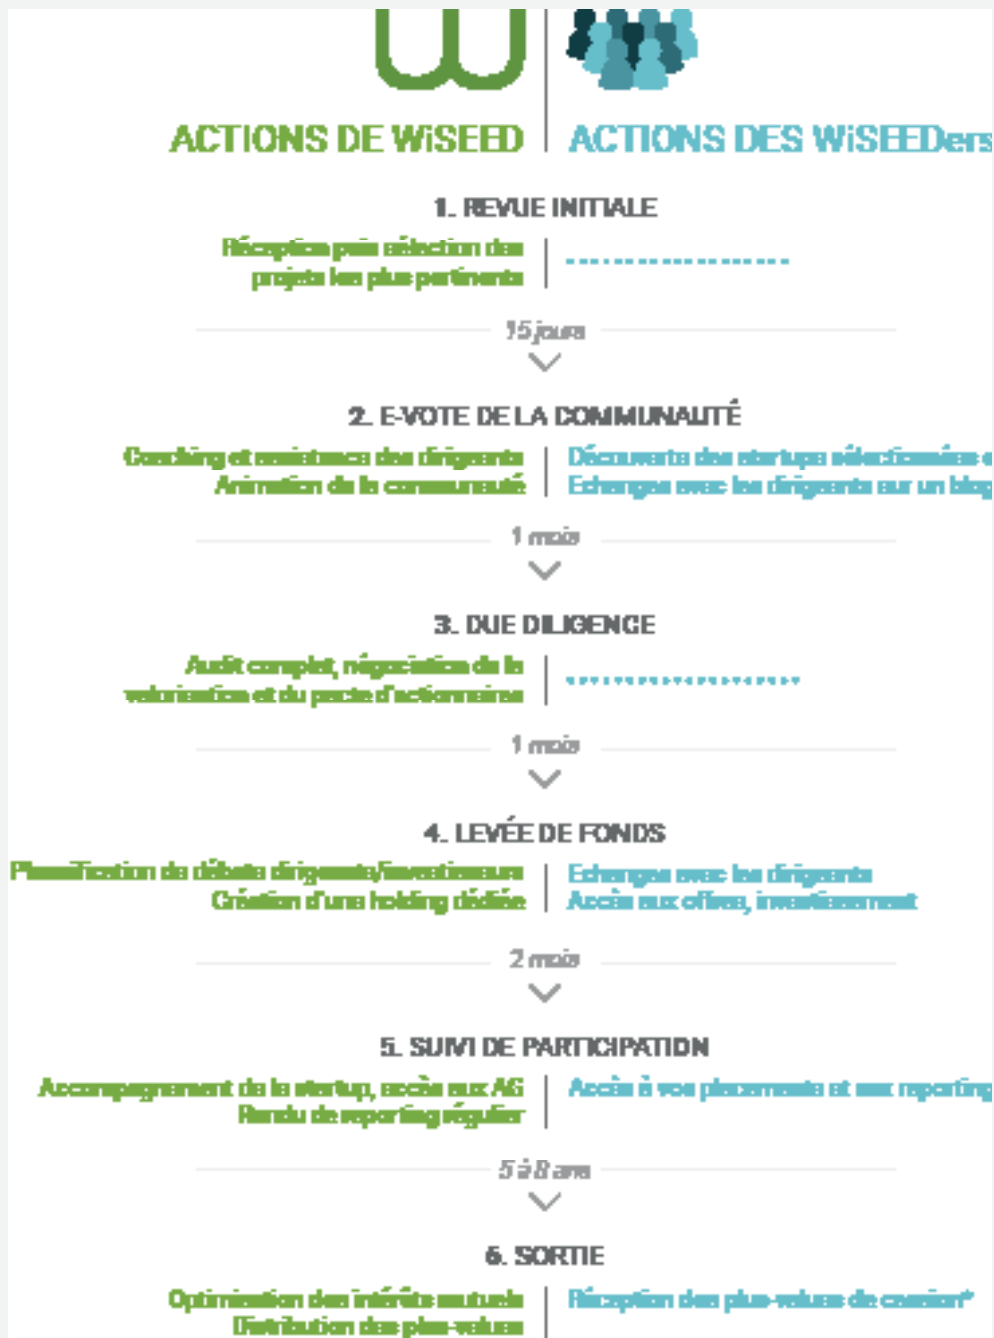 ACTIONS DE WiSEED
ACTIONS DES WiSEEDers
1. REVUE INITIALE
Réception puis sélection des
projets les plus pertinents
15 jours
2. E-VOTE DE LA COMMUNAUTÉ
Coaching et assistance des dirigeants
Animation de la communauté
Découverte des startups sélectionnées
Echanges avec les dirigeants sur un blog
1 mois
3. DUE DILIGENCE
Audit complet, négociation de la
valorisation et du pacte d'actionnaires
1 mois
4. LEVÉE DE FONDS
Planification de débats dirigeants/investisseurs
Création d'une holding dédiée
Echanges avec les dirigeants
Accès aux offres, investissement
2 mois
5. SUIVI DE PARTICIPATION
Accompagnement de la startup, accès aux AG
Rendu de reporting régulier
Accès à vos placements et aux reporting
5 à 8 ans
6. SORTIE
Optimisation des intérêts mutuels
Distribution des plus-values
Réception des plus-values de cession*